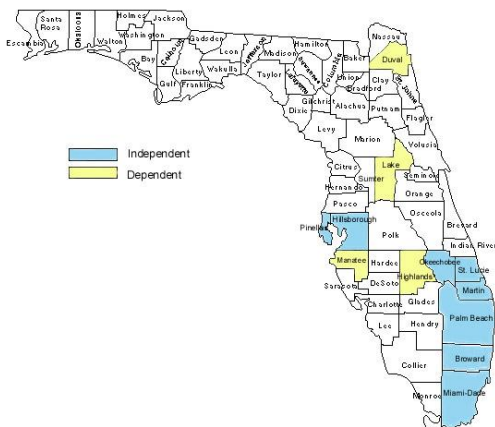 Escambia
Santa
Rosa
Okaloosa
Walton
Holmes
Washington
Jackson
Bay
Calhoun
Gulf
Liberty
Gadsden
Franklin
Leon
Wakulla
Jefferson
Madison
Taylor
Hamilton
Suwannee
Lafayette
Dixie
Columbia
Gilchrist
Baker
Union
Bradford
Alachua
Levy
Nassau
Duval
Clay
St. Johns
Putnam
Flagler
Marion
Volusia
Independent
Dependent
Citrus
Sumter
Lake
Hernando
Seminole
Orange
Pasco
Osceola
Hillsborough
Pinellas
Polk
Brevard
Indian River
Manatee
Hardee
Highlands
Okeechobee
St. Lucie
Sarasota
DeSoto
Martin
Charlotte
Glades
Lee
Hendry
Palm Beach
Collier
Broward
Monroe
Miami-Dade